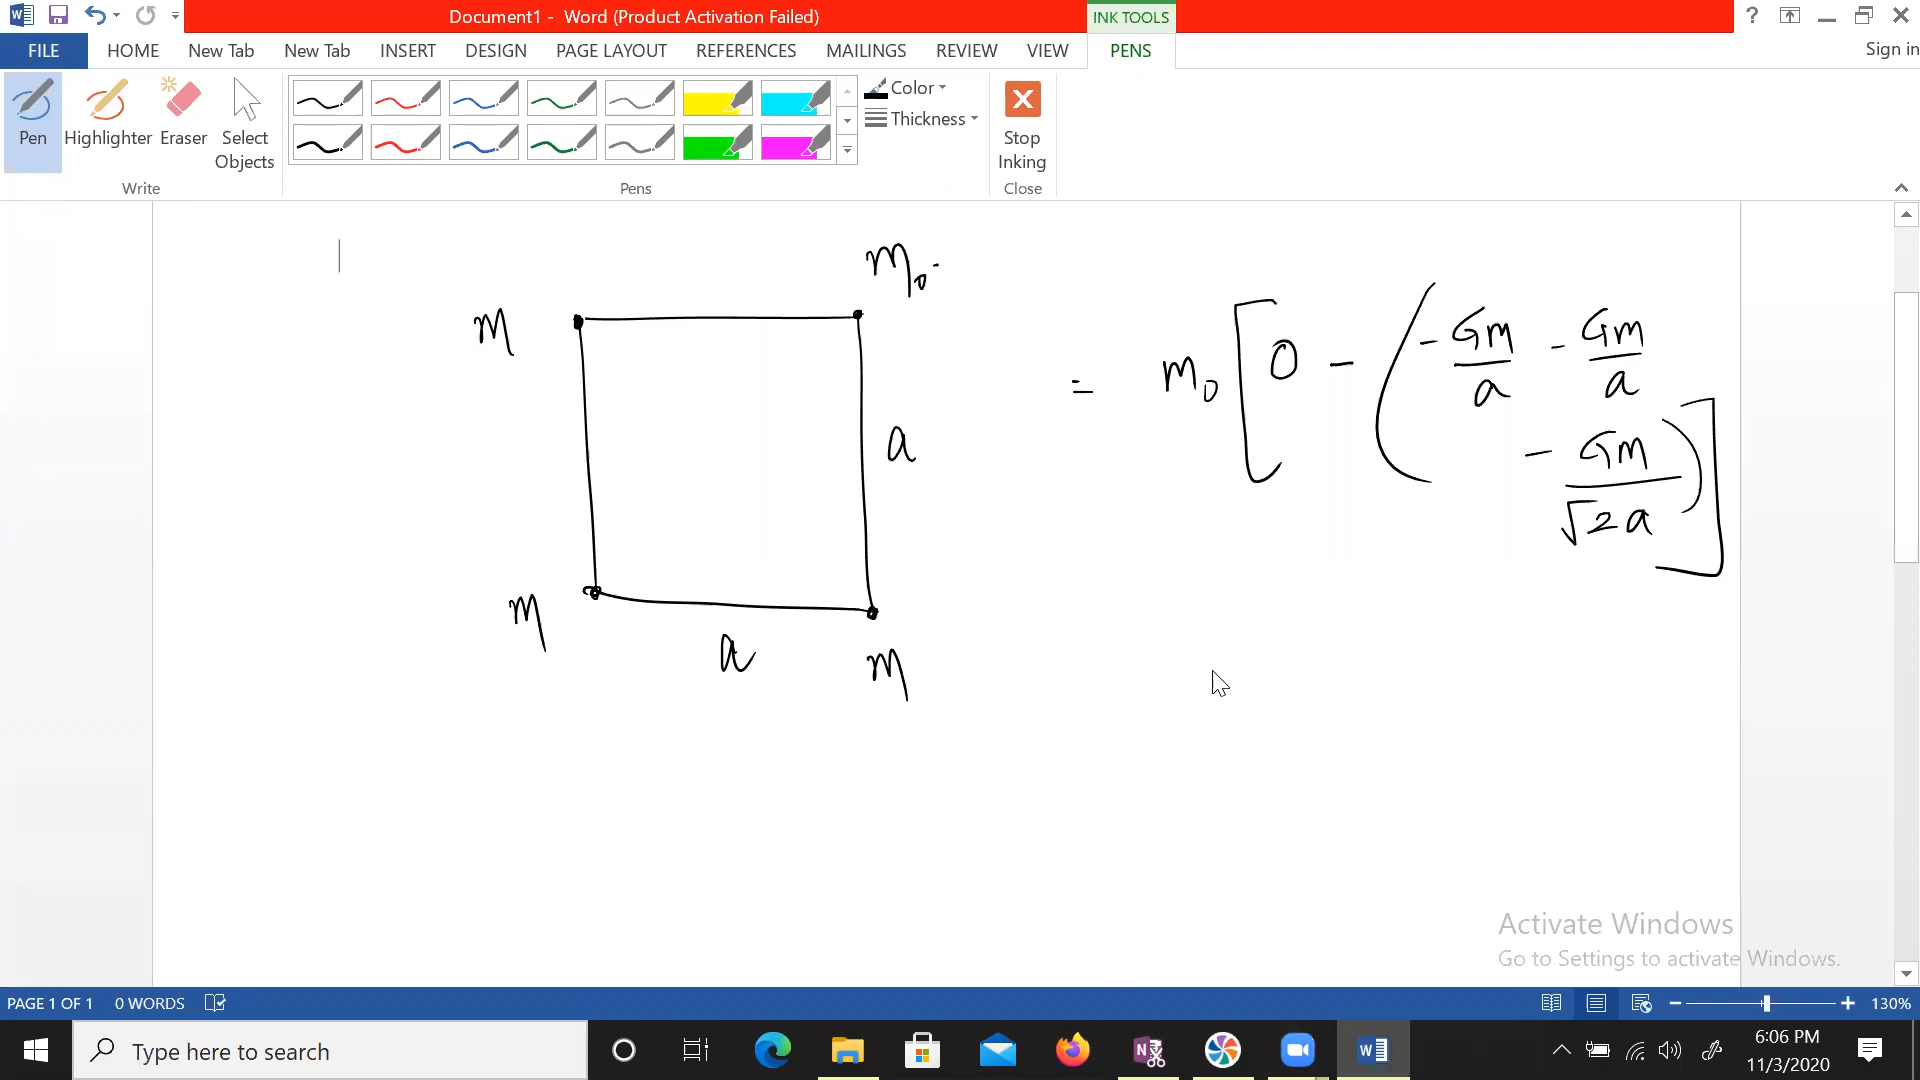 Document1 - Word (Product Activation Failed)
INK TOOLS
?
FILE
HOME
New Tab
New Tab
INSERT
DESIGN
PAGE LAYOUT
REFERENCES
MAILINGS
REVIEW
VIEW
PENS
Sign in
Pen
Highlighter
Eraser
Select Objects
Color
Thickness
Stop Inking
Write
Pens
Close
m₀.
m
a
m
a
m
= m₀ [ 0 - ( - Gm/a - Gm/a
- Gm/√2a ) ]
Activate Windows
Go to Settings to activate Windows.
PAGE 1 OF 1
0 WORDS
130%
Type here to search
6:06 PM
11/3/2020